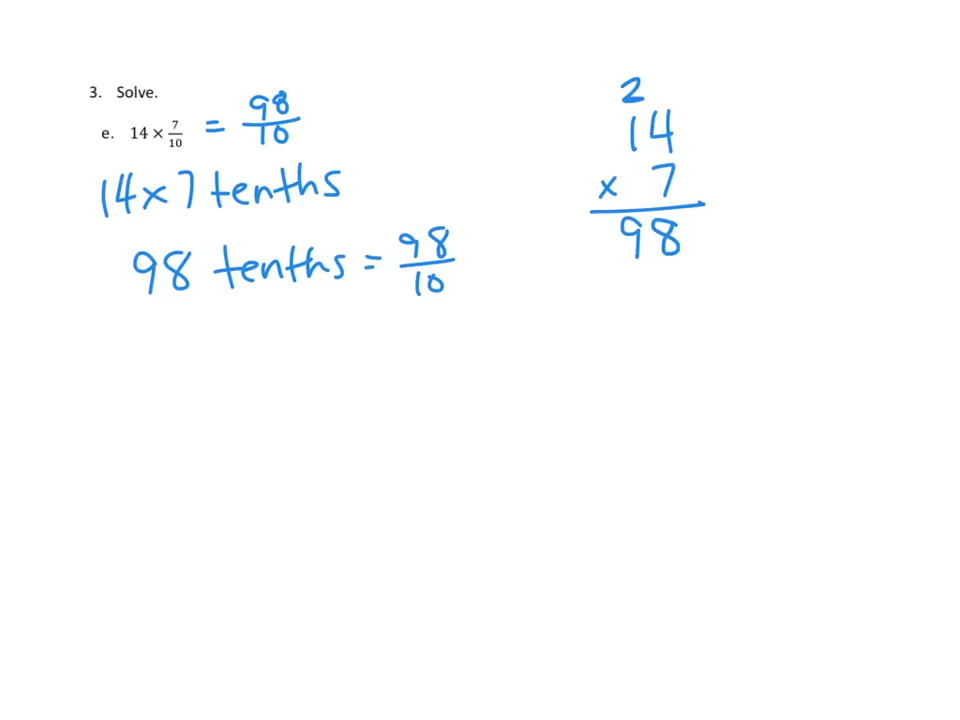 3. Solve.
e. 14 × 7/10 = 98/10
14 × 7 tenths
98 tenths = 98/10
2
14
× 7
98